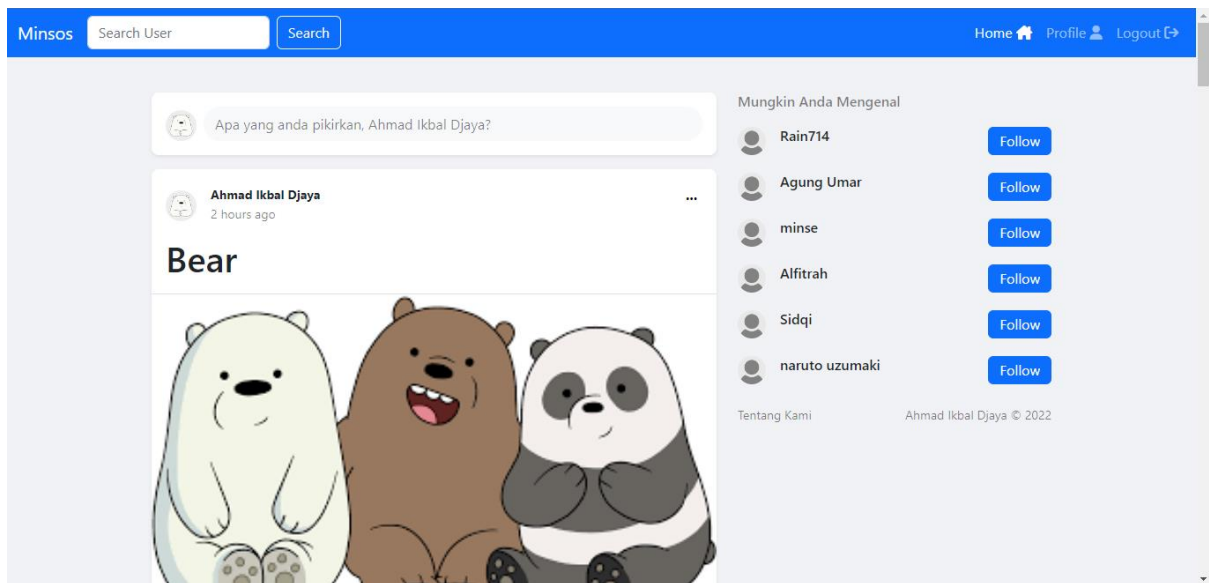 Minsos
Search User
Search
Home
Profile
Logout
Apa yang anda pikirkan, Ahmad Ikbal Djaya?
Ahmad Ikbal Djaya
...
2 hours ago
Bear
Mungkin Anda Mengenal
Rain714
Follow
Agung Umar
Follow
minse
Follow
Alfitrah
Follow
Sidqi
Follow
naruto uzumaki
Follow
Tentang Kami
Ahmad Ikbal Djaya © 2022